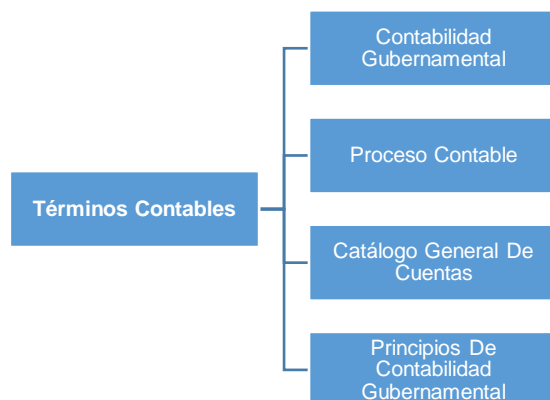 Contabilidad
Gubernamental
Proceso Contable
Términos Contables
Catálogo General De
Cuentas
Principios De
Contabilidad
Gubernamental